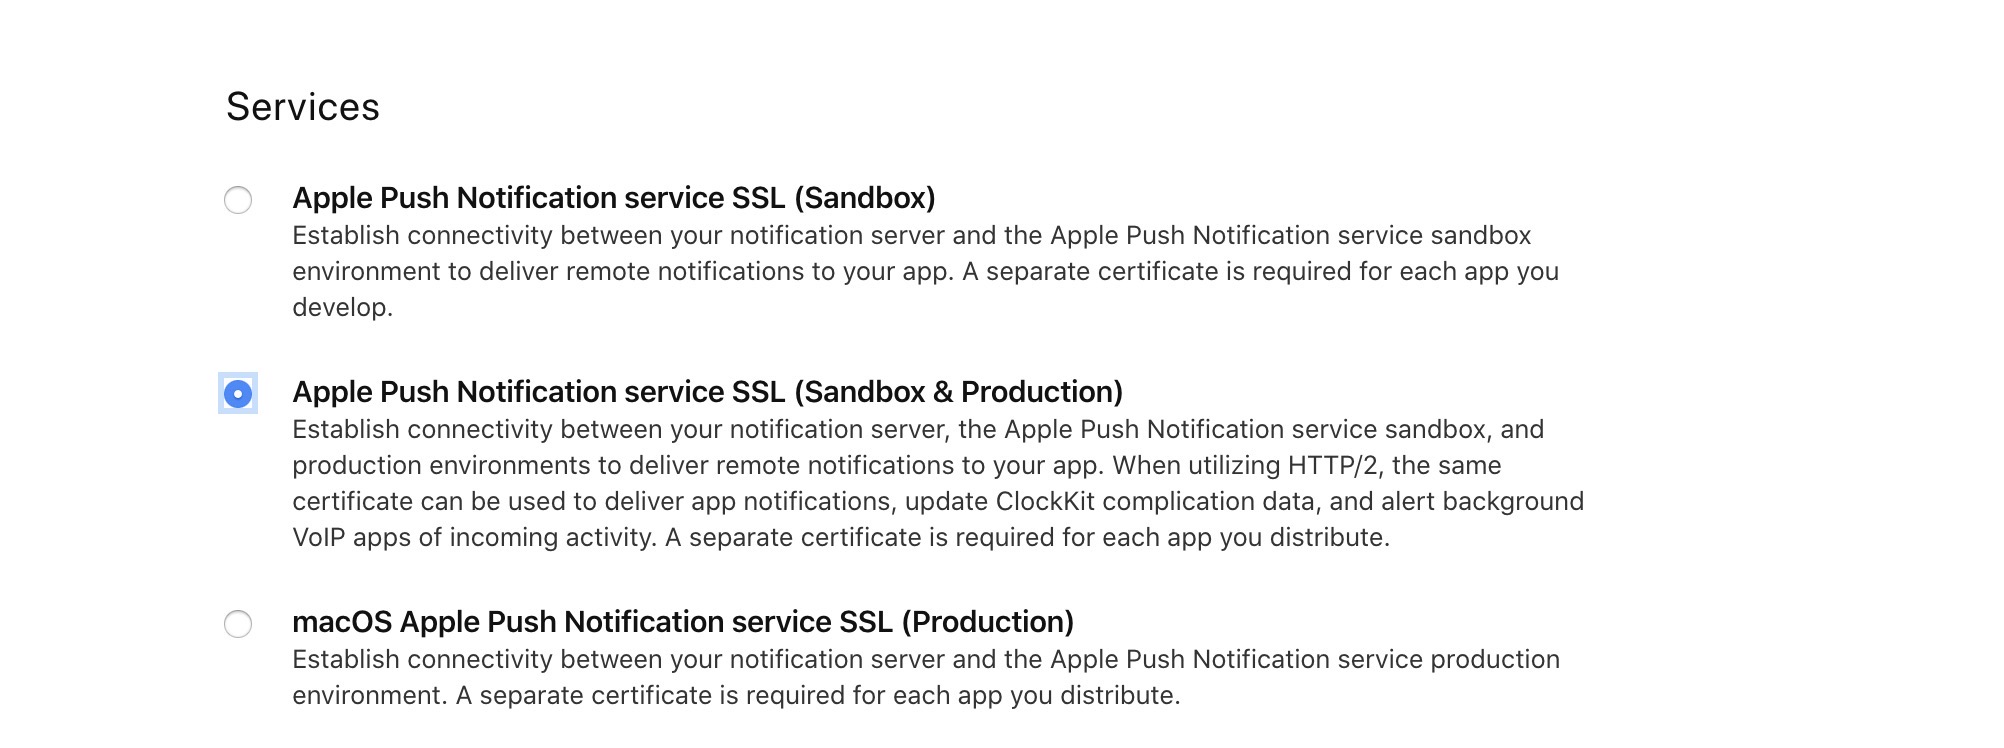 Services
Apple Push Notification service SSL (Sandbox)
Establish connectivity between your notification server and the Apple Push Notification service sandbox
environment to deliver remote notifications to your app. A separate certificate is required for each app you
develop.
Apple Push Notification service SSL (Sandbox & Production)
Establish connectivity between your notification server, the Apple Push Notification service sandbox, and
production environments to deliver remote notifications to your app. When utilizing HTTP/2, the same
certificate can be used to deliver app notifications, update ClockKit complication data, and alert background
VoIP apps of incoming activity. A separate certificate is required for each app you distribute.
macOS Apple Push Notification service SSL (Production)
Establish connectivity between your notification server and the Apple Push Notification service production
environment. A separate certificate is required for each app you distribute.